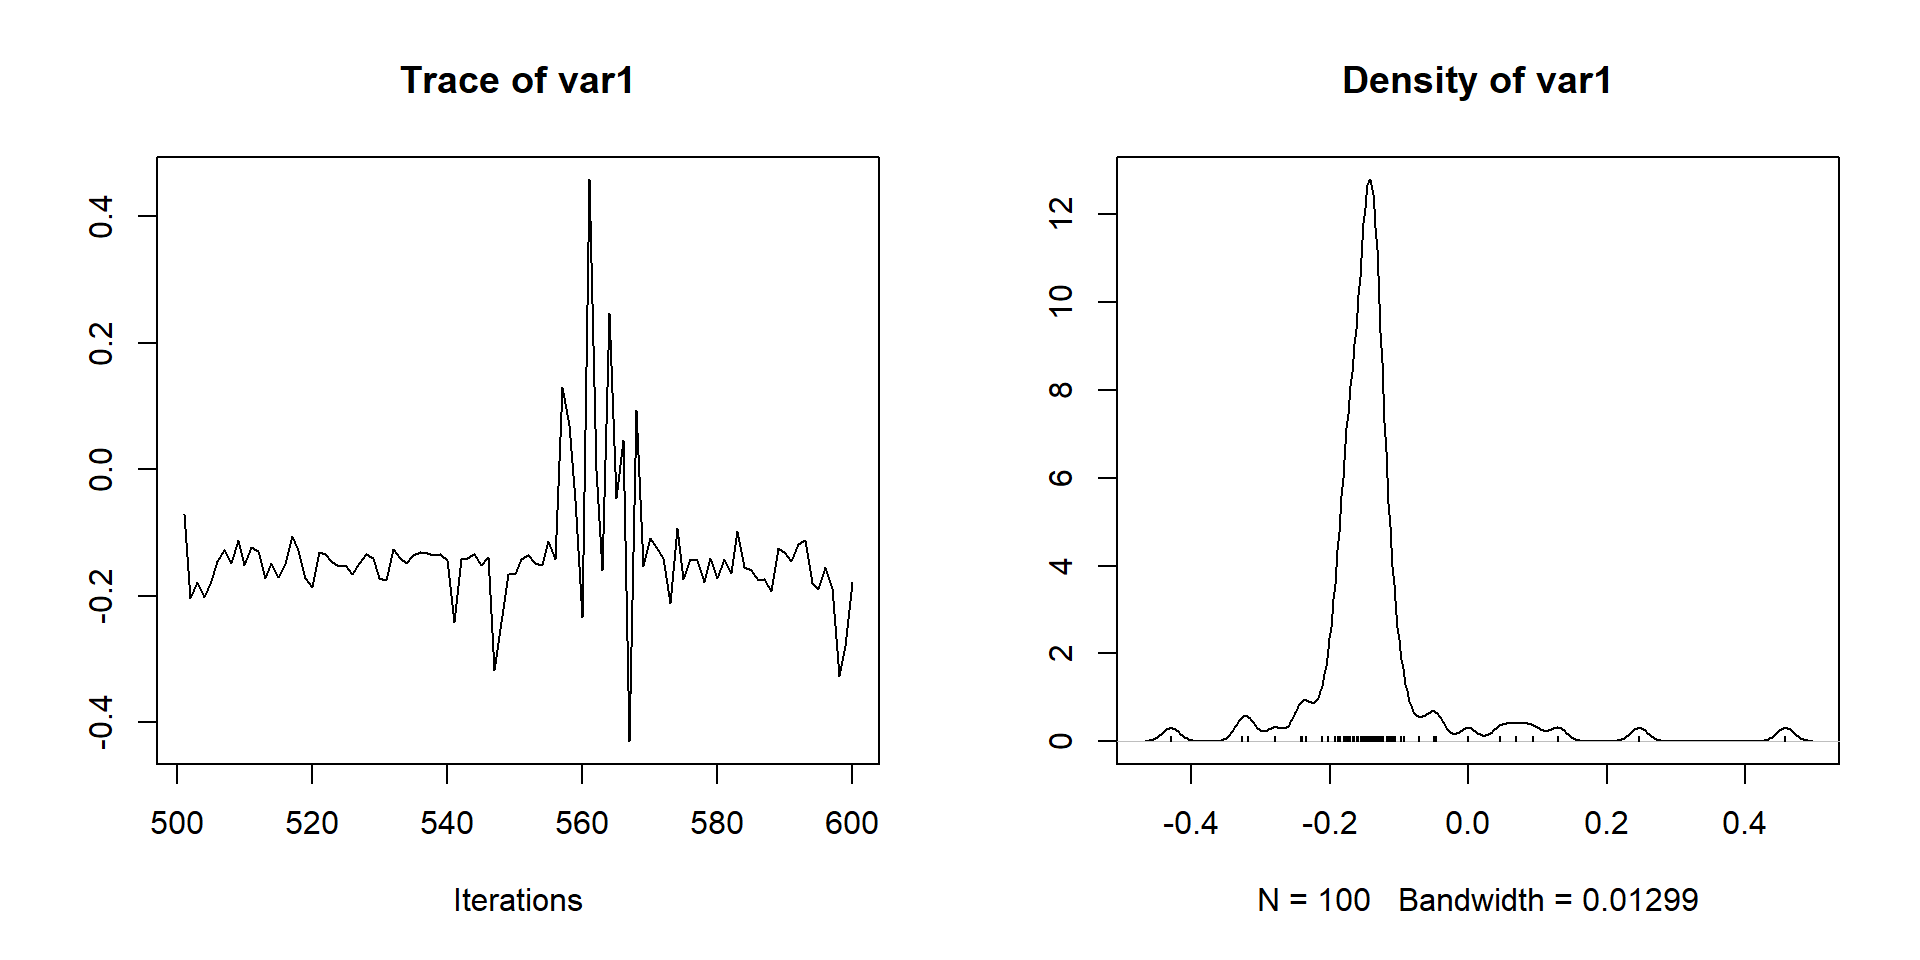 Trace of var1
0.4
0.2
0.0
-0.2
-0.4
500 520 540 560 580 600
Iterations
Density of var1
12
10
8
6
4
2
0
-0.4 -0.2 0.0 0.2 0.4
N = 100 Bandwidth = 0.01299